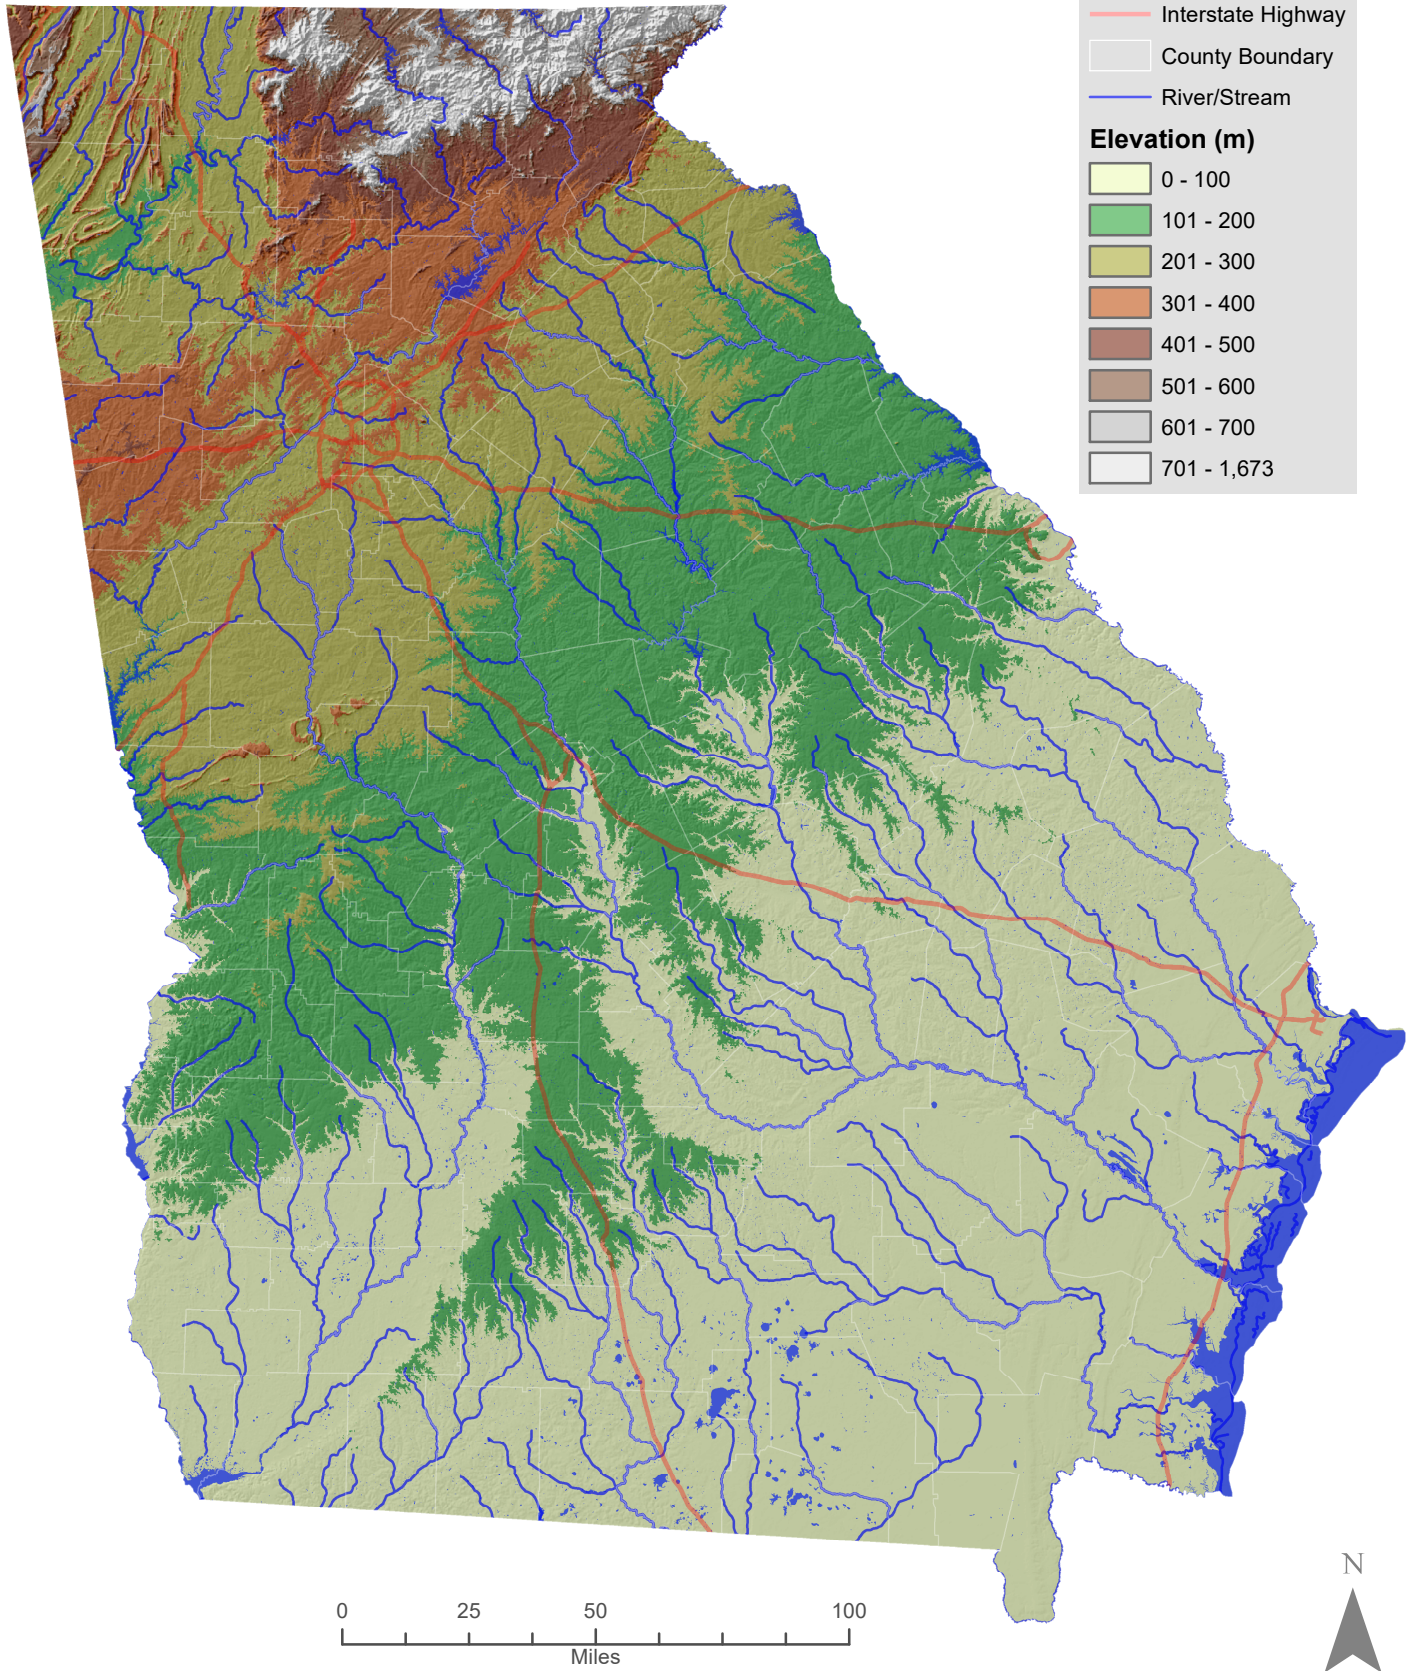 Interstate Highway
County Boundary
River/Stream
Elevation (m)
0 - 100
101 - 200
201 - 300
301 - 400
401 - 500
501 - 600
601 - 700
701 - 1,673
N
0 25 50 100
Miles